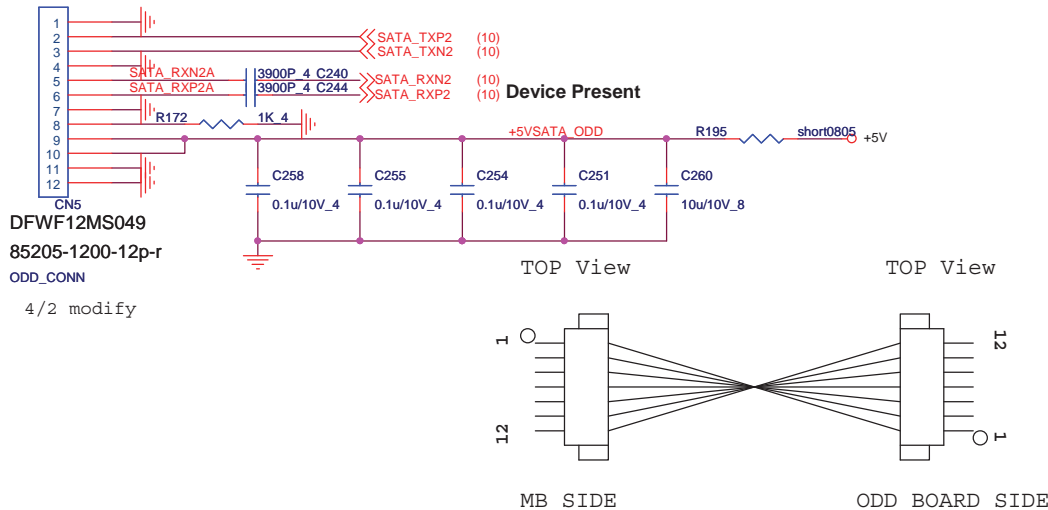 1
2 SATA_TXP2 (10)
3 SATA_TXN2 (10)
4
5 SATA_RXN2A 3900P_4 C240 SATA_RXN2 (10)
6 SATA_RXP2A 3900P_4 C244 SATA_RXP2 (10) Device Present
7
8 R172 1K_4
9 +5VSATA_ODD R195 short0805 +5V
10
11
12
C258 C255 C254 C251 C260
0.1u/10V_4 0.1u/10V_4 0.1u/10V_4 0.1u/10V_4 10u/10V_8
CN5
DFWF12MS049
85205-1200-12p-r
ODD_CONN
4/2 modify
TOP View TOP View
1 12
12 1
MB SIDE ODD BOARD SIDE